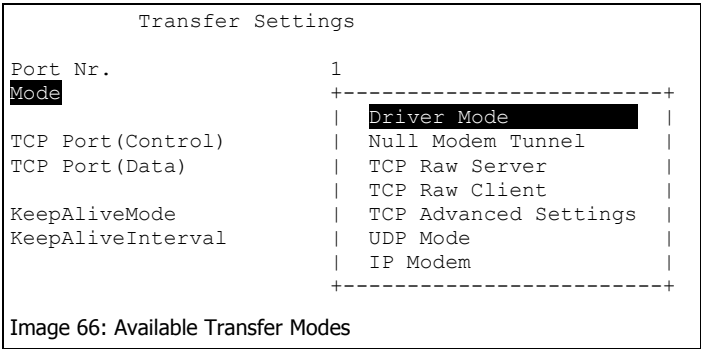 Transfer Settings
Port Nr. 1
Mode +--------------------------+
| Driver Mode |
TCP Port(Control) | Null Modem Tunnel |
TCP Port(Data) | TCP Raw Server |
| TCP Raw Client |
KeepAliveMode | TCP Advanced Settings |
KeepAliveInterval | UDP Mode |
| IP Modem |
+--------------------------+
Image 66: Available Transfer Modes